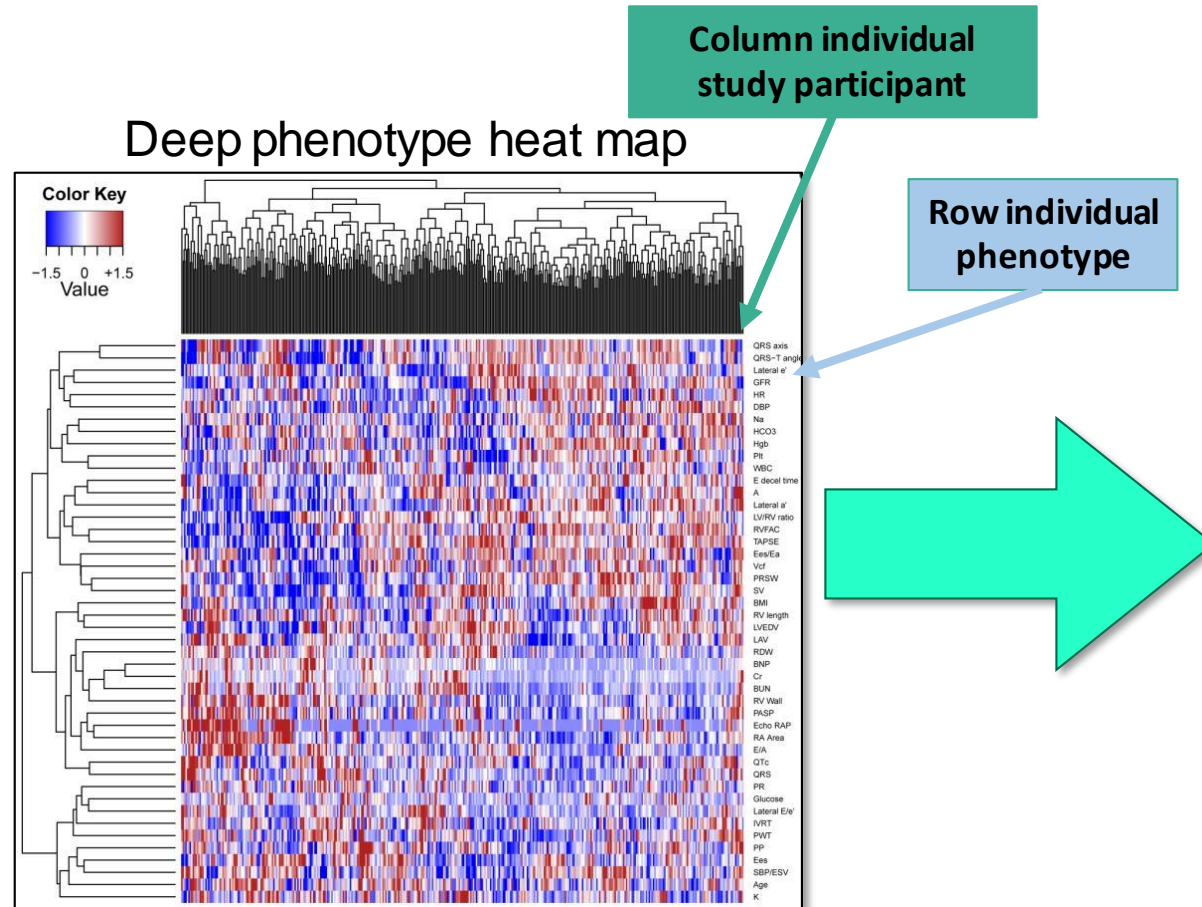 Column individual
study participant
Deep phenotype heat map
Row individual
phenotype
Color Key
−1.5 0 +1.5
Value
QRS axis
QRS−T angle
Lateral e'
GFR
HR
DBP
Na
HCO3
Hgb
Plt
WBC
E decel time
A
Lateral a'
LV/RV ratio
RVFAC
TAPSE
Ees/Ea
Vcf
PRSW
SV
BMI
RV length
LVEDV
LAV
RDW
BNP
Cr
BUN
RV Wall
PASP
Echo RAP
RA Area
E/A
QTc
QRS
PR
Glucose
Lateral E/e'
IVRT
PWT
PP
Ees
SBP/ESV
Age
K